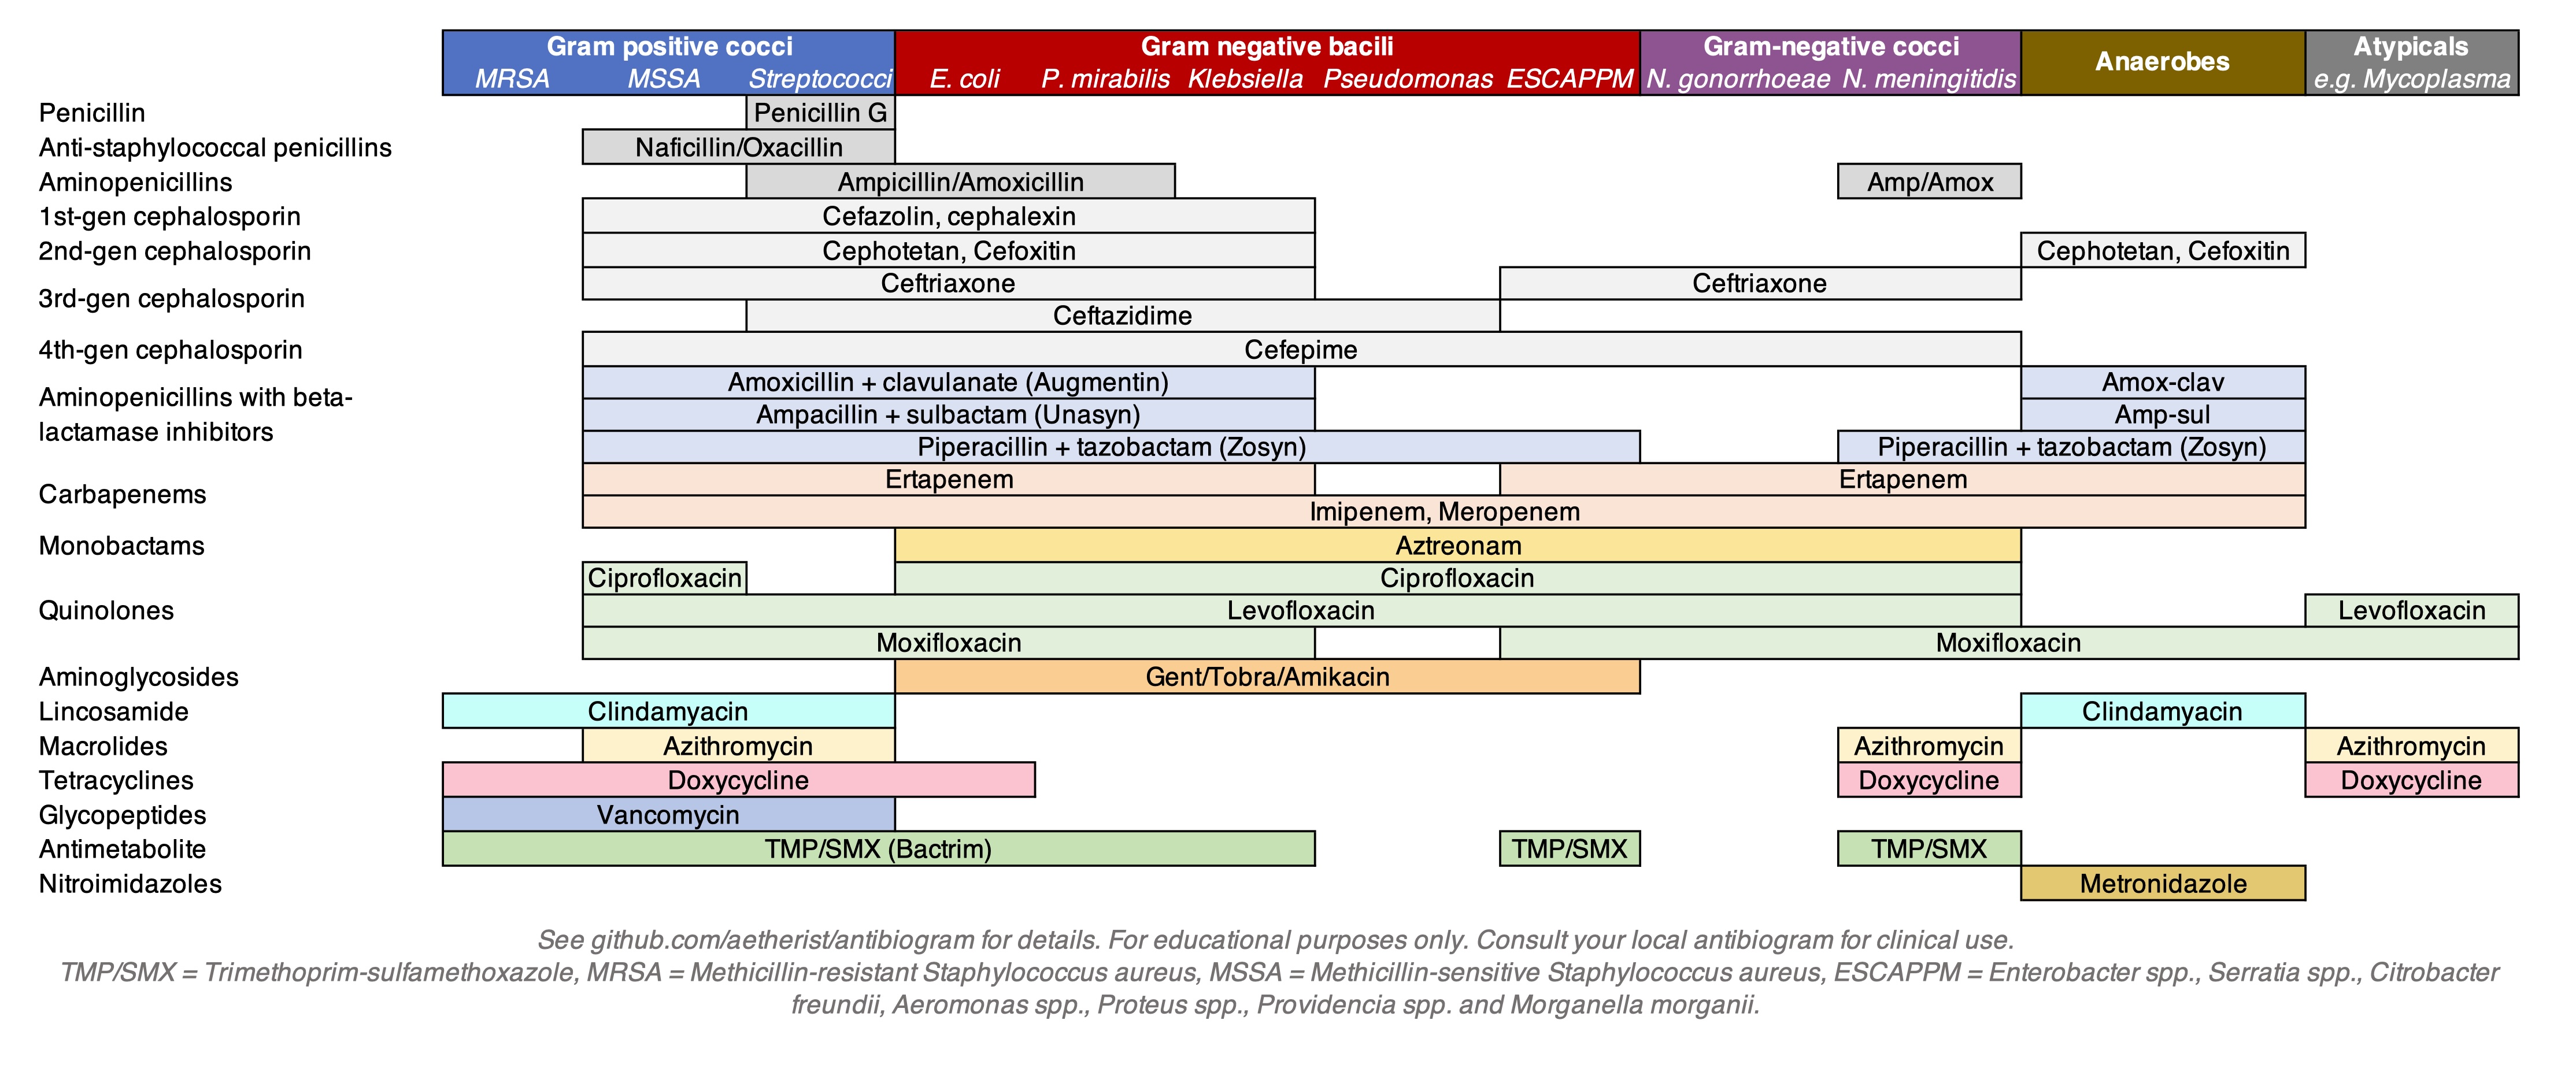 Gram positive cocci Gram negative bacili Gram-negative cocci Anaerobes Atypicals
MRSA MSSA Streptococci E. coli P. mirabilis Klebsiella Pseudomonas ESCAPPM N. gonorrhoeae N. meningitidis e.g. Mycoplasma
Penicillin Penicillin G
Anti-staphylococcal penicillins Naficillin/Oxacillin
Aminopenicillins Ampicillin/Amoxicillin Amp/Amox
1st-gen cephalosporin Cefazolin, cephalexin
2nd-gen cephalosporin Cephotetan, Cefoxitin Cephotetan, Cefoxitin
3rd-gen cephalosporin Ceftriaxone Ceftriaxone
Ceftazidime
4th-gen cephalosporin Cefepime
Aminopenicillins with beta-
lactamase inhibitors
Amoxicillin + clavulanate (Augmentin) Amox-clav
Ampacillin + sulbactam (Unasyn) Amp-sul
Piperacillin + tazobactam (Zosyn) Piperacillin + tazobactam (Zosyn)
Carbapenems Ertapenem Ertapenem
Imipenem, Meropenem
Monobactams Aztreonam
Quinolones Ciprofloxacin Ciprofloxacin
Levofloxacin Levofloxacin
Moxifloxacin Moxifloxacin
Aminoglycosides Gent/Tobra/Amikacin
Lincosamide Clindamyacin Clindamyacin
Macrolides Azithromycin Azithromycin Azithromycin
Tetracyclines Doxycycline Doxycycline Doxycycline
Glycopeptides Vancomycin
Antimetabolite TMP/SMX (Bactrim) TMP/SMX TMP/SMX
Nitroimidazoles Metronidazole
See github.com/aetherist/antibiogram for details. For educational purposes only. Consult your local antibiogram for clinical use.
TMP/SMX = Trimethoprim-sulfamethoxazole, MRSA = Methicillin-resistant Staphylococcus aureus, MSSA = Methicillin-sensitive Staphylococcus aureus, ESCAPPM = Enterobacter spp., Serratia spp., Citrobacter
freundii, Aeromonas spp., Proteus spp., Providencia spp. and Morganella morganii.